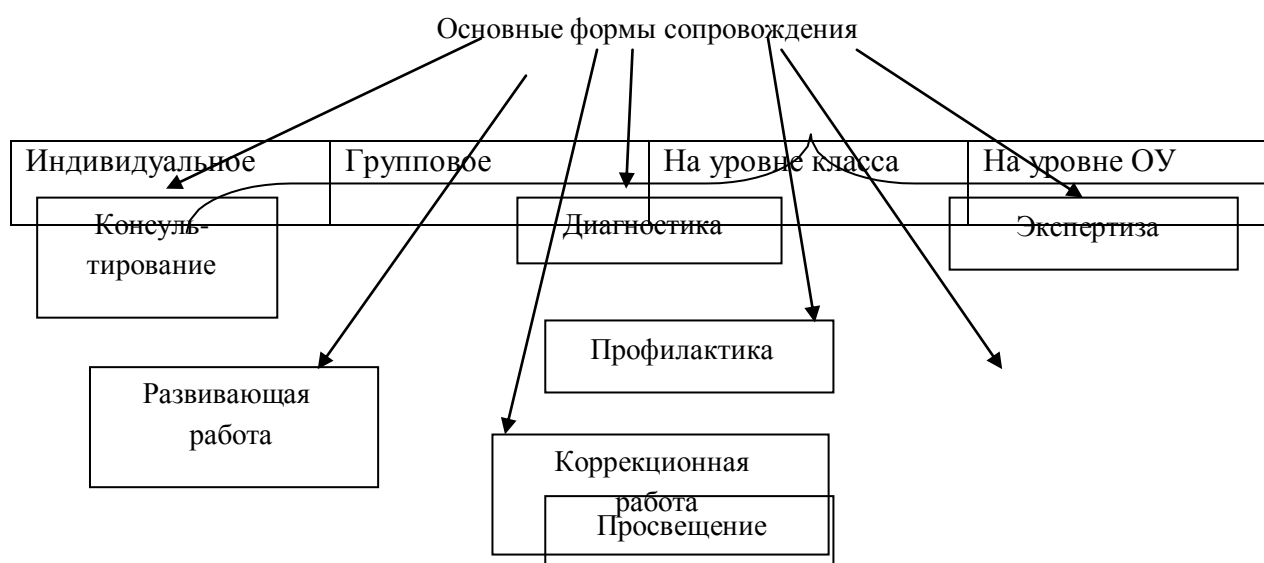 Основные формы сопровождения
Индивидуальное
Групповое
На уровне класса
На уровне ОУ
Консуль-
тирование
Диагностика
Экспертиза
Профилактика
Развивающая
работа
Коррекционная
работа
Просвещение